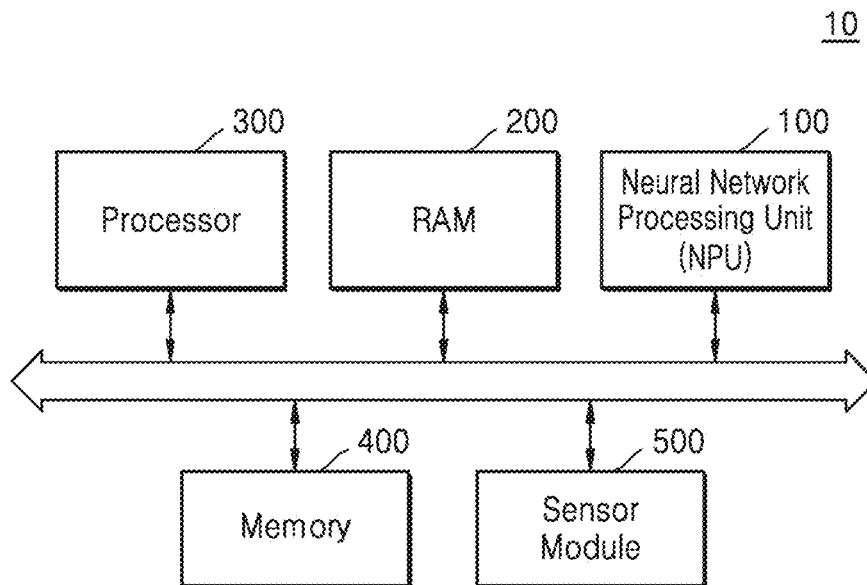 10
300
200
100
Processor
RAM
Neural Network
Processing Unit
(NPU)
400
500
Memory
Sensor
Module